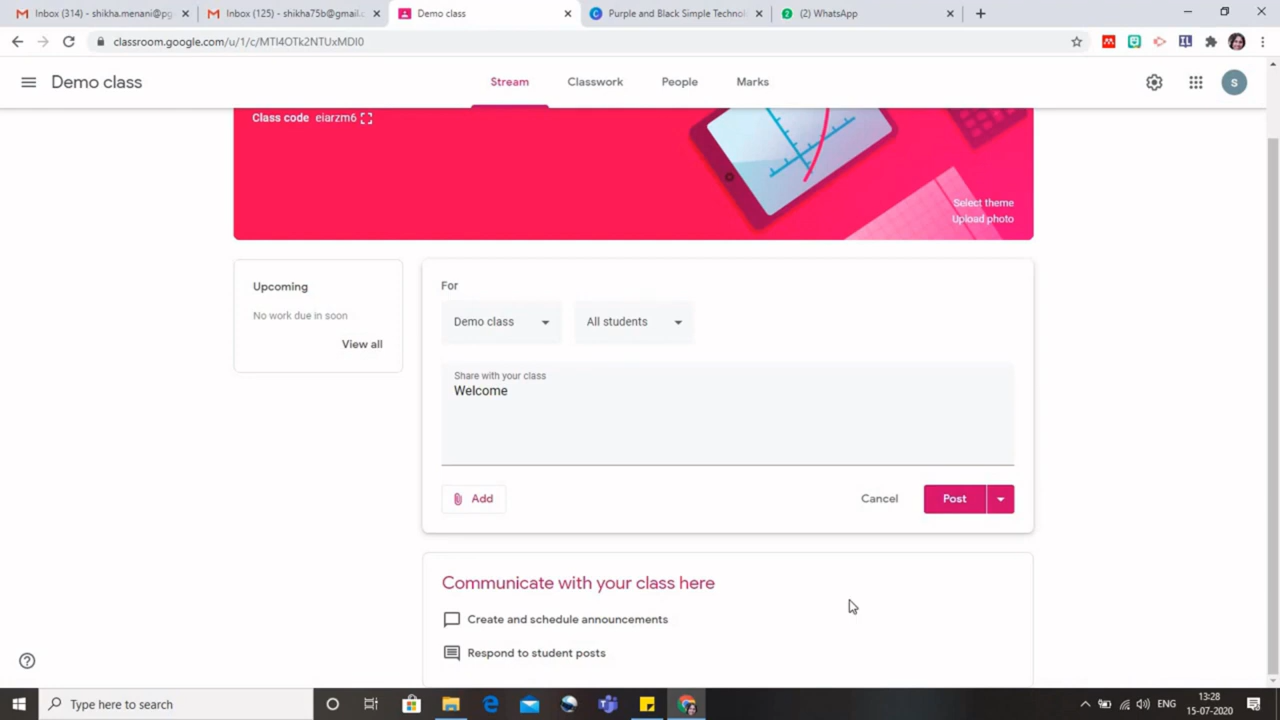 Inbox (314) - shikha.menani@pg
Inbox (125) - shikha75b@gmail.c
Demo class
Purple and Black Simple Technol
(2) WhatsApp
classroom.google.com/u/1/c/MTI4OTk2NTUxMDI0
Demo class
Stream
Classwork
People
Marks
S
Class code eiarzm6
Select theme
Upload photo
Upcoming
No work due in soon
View all
For
Demo class
All students
Share with your class
Welcome
Add
Cancel
Post
Communicate with your class here
Create and schedule announcements
Respond to student posts
Type here to search
ENG
13:28
15-07-2020